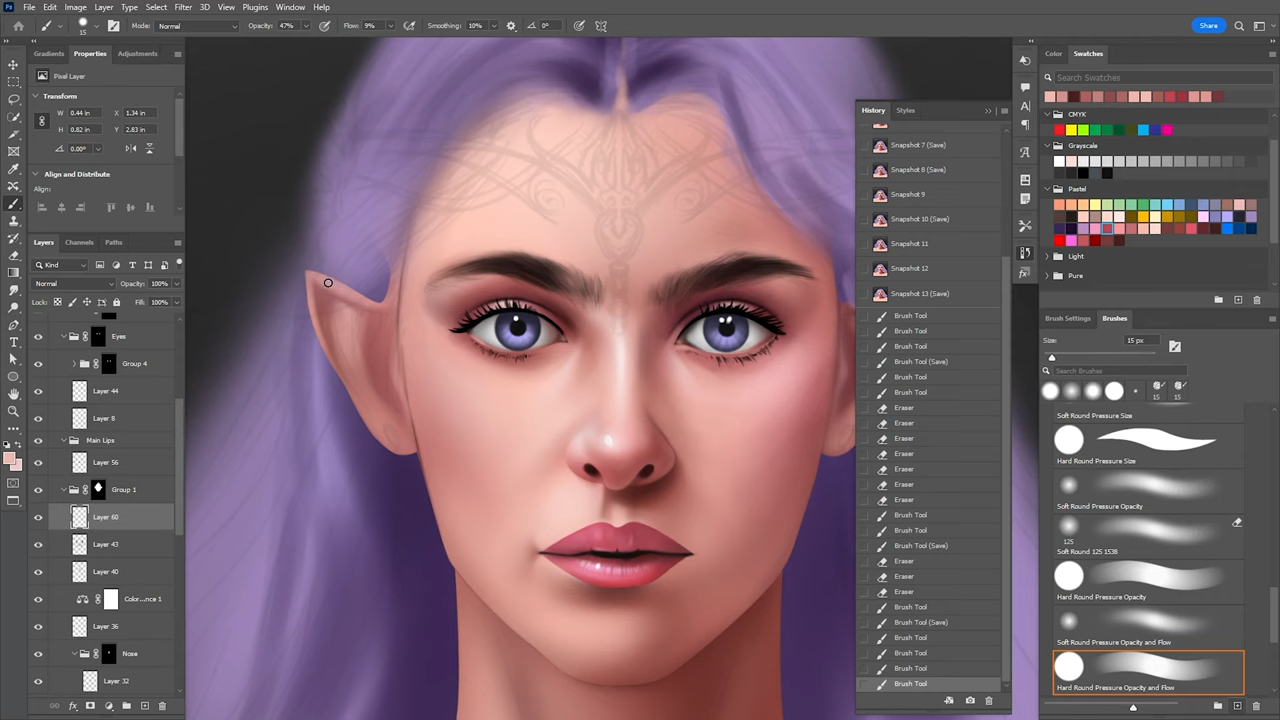 Ps File Edit Image Layer Type Select Filter 3D View Plugins Window Help
15 Mode: Normal Opacity: 47% Flow: 9% Smoothing: 10% 0° Share
Gradients Properties Adjustments
Pixel Layer
Transform
W 0.44 in X 1.34 in
H 0.82 in Y 2.83 in
0.00°
Align and Distribute
Align:
Layers Channels Paths
Kind
Normal Opacity: 100%
Lock: Fill: 100%
Eyes
Group 4
Layer 44
Layer 8
Main Lips
Layer 56
Group 1
Layer 60
Layer 43
Layer 40
Color...nce 1
Layer 36
Nose
Layer 32
fx
History Styles
Snapshot 7 (Save)
Snapshot 8 (Save)
Snapshot 9
Snapshot 10 (Save)
Snapshot 11
Snapshot 12
Snapshot 13 (Save)
Brush Tool
Brush Tool
Brush Tool
Brush Tool (Save)
Brush Tool
Brush Tool
Eraser
Eraser
Eraser
Eraser
Eraser
Eraser
Eraser
Brush Tool
Brush Tool
Brush Tool (Save)
Eraser
Eraser
Eraser
Brush Tool
Brush Tool (Save)
Brush Tool
Brush Tool
Brush Tool
Brush Tool
Color Swatches
Search Swatches
CMYK
Grayscale
Pastel
Light
Pure
Brush Settings Brushes
Size: 15 px
Search Brushes
15 15
Soft Round Pressure Size
Hard Round Pressure Size
Soft Round Pressure Opacity
125
Soft Round 125 1538
Hard Round Pressure Opacity
Soft Round Pressure Opacity and Flow
Hard Round Pressure Opacity and Flow